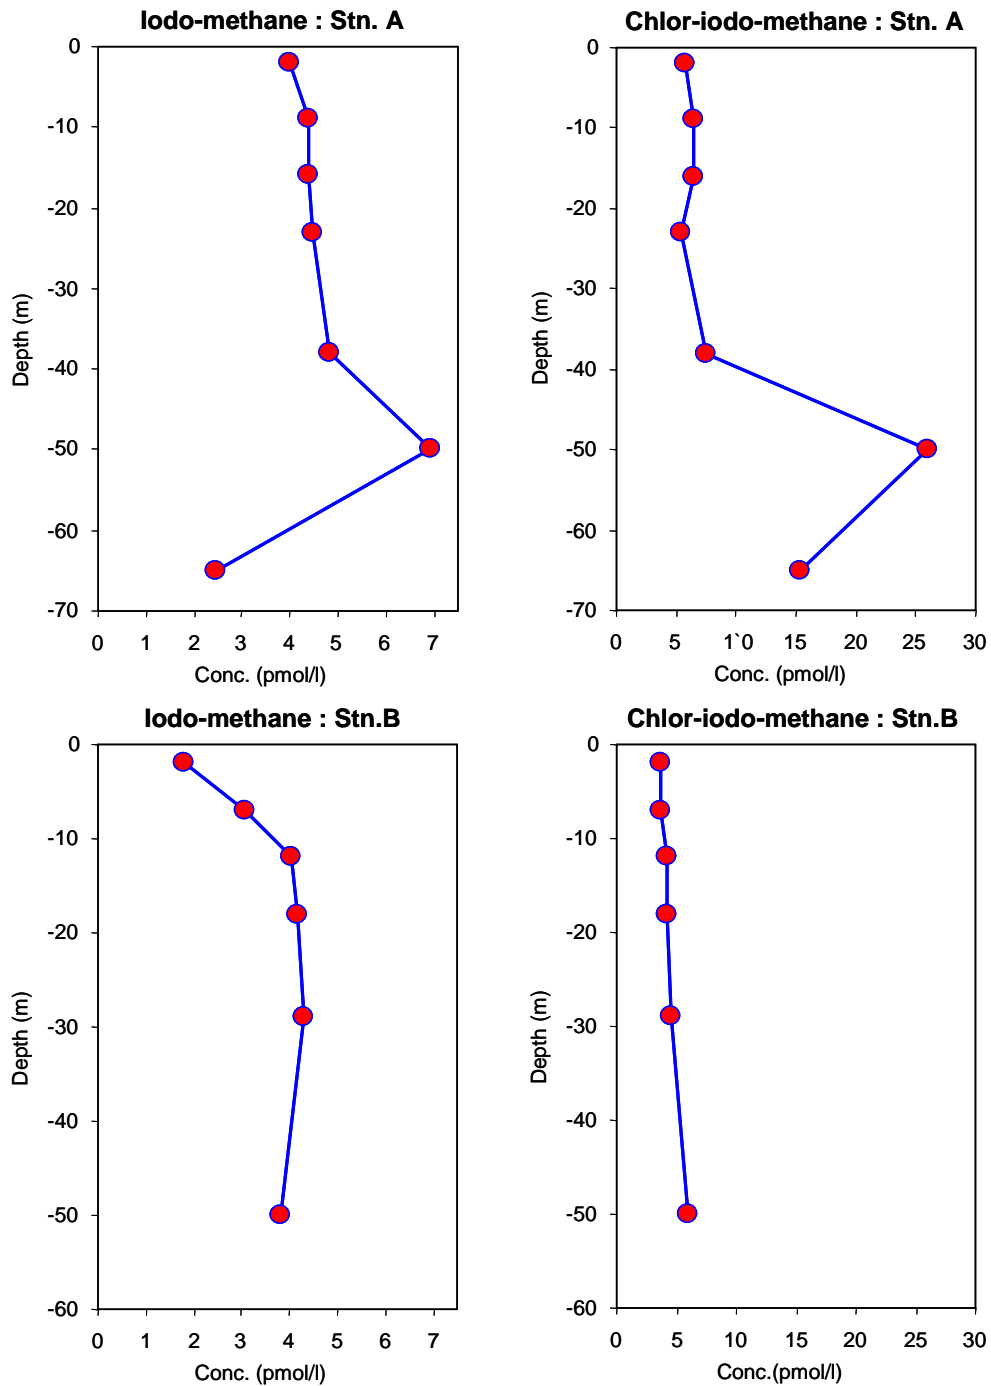 Iodo-methane : Stn. A
0
-10
-20
-30
-40
-50
-60
-70
Depth (m)
0 1 2 3 4 5 6 7
Conc. (pmol/l)
Chlor-iodo-methane : Stn. A
0
-10
-20
-30
-40
-50
-60
-70
Depth (m)
0 5 1`0 15 20 25 30
Conc. (pmol/l)
Iodo-methane : Stn.B
0
-10
-20
-30
-40
-50
-60
Depth (m)
0 1 2 3 4 5 6 7
Conc. (pmol/l)
Chlor-iodo-methane : Stn.B
0
-10
-20
-30
-40
-50
-60
Depth (m)
0 5 10 15 20 25 30
Conc.(pmol/l)